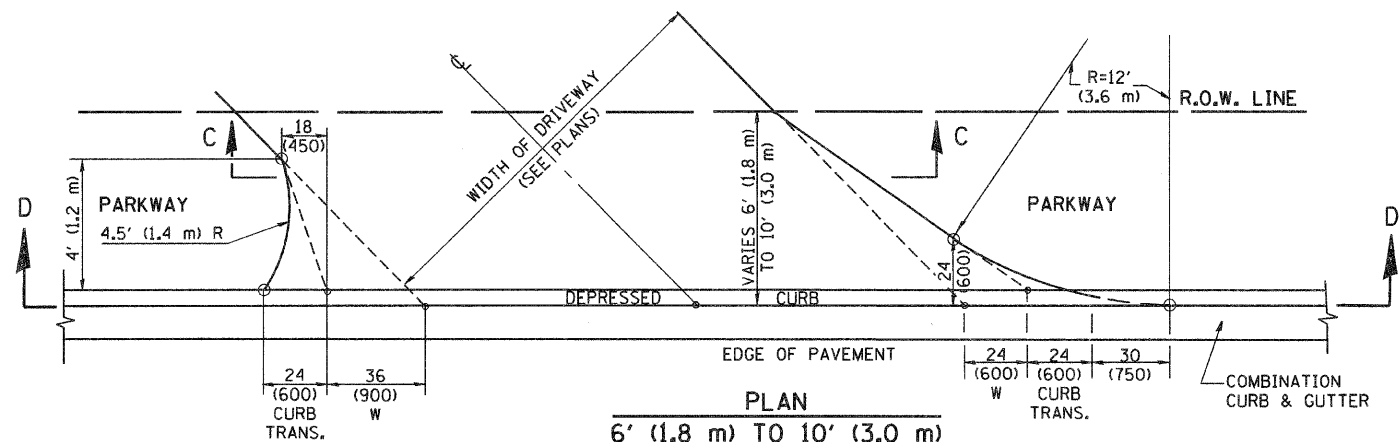 R=12'
(3.6 m)
R.O.W. LINE
WIDTH OF DRIVEWAY
(SEE PLANS)
℄
C
18
(450)
C
4' (1.2 m)
PARKWAY
4.5' (1.4 m) R
VARIES 6' (1.8 m)
TO 10' (3.0 m)
PARKWAY
D
D
24
(600)
DEPRESSED CURB
EDGE OF PAVEMENT
24
(600)
CURB
TRANS.
36
(900)
W
24
(600)
W
24
(600)
CURB
TRANS.
30
(750)
COMBINATION
CURB & GUTTER
PLAN
6' (1.8 m) TO 10' (3.0 m)